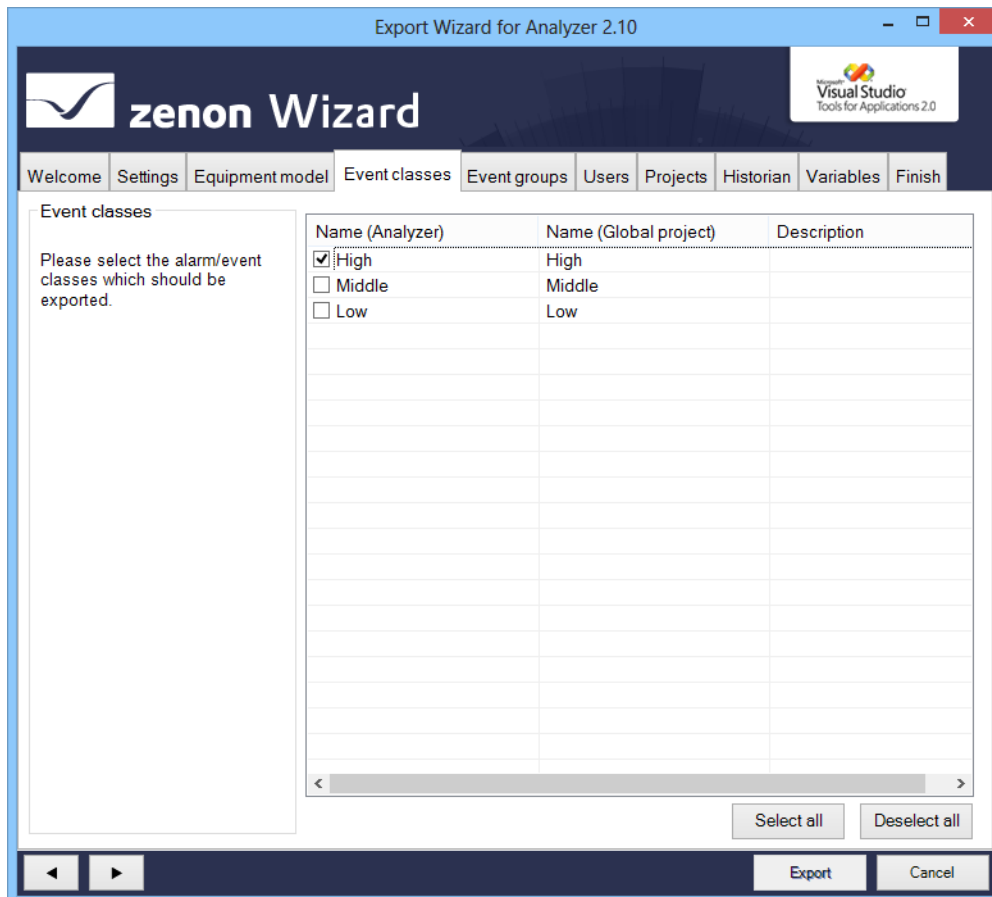 Export Wizard for Analyzer 2.10
zenon Wizard
Microsoft
Visual Studio
Tools for Applications 2.0
Welcome Settings Equipment model Event classes Event groups Users Projects Historian Variables Finish
Event classes
Please select the alarm/event
classes which should be
exported.
Name (Analyzer) Name (Global project) Description
High High
Middle Middle
Low Low
Select all Deselect all
Export Cancel